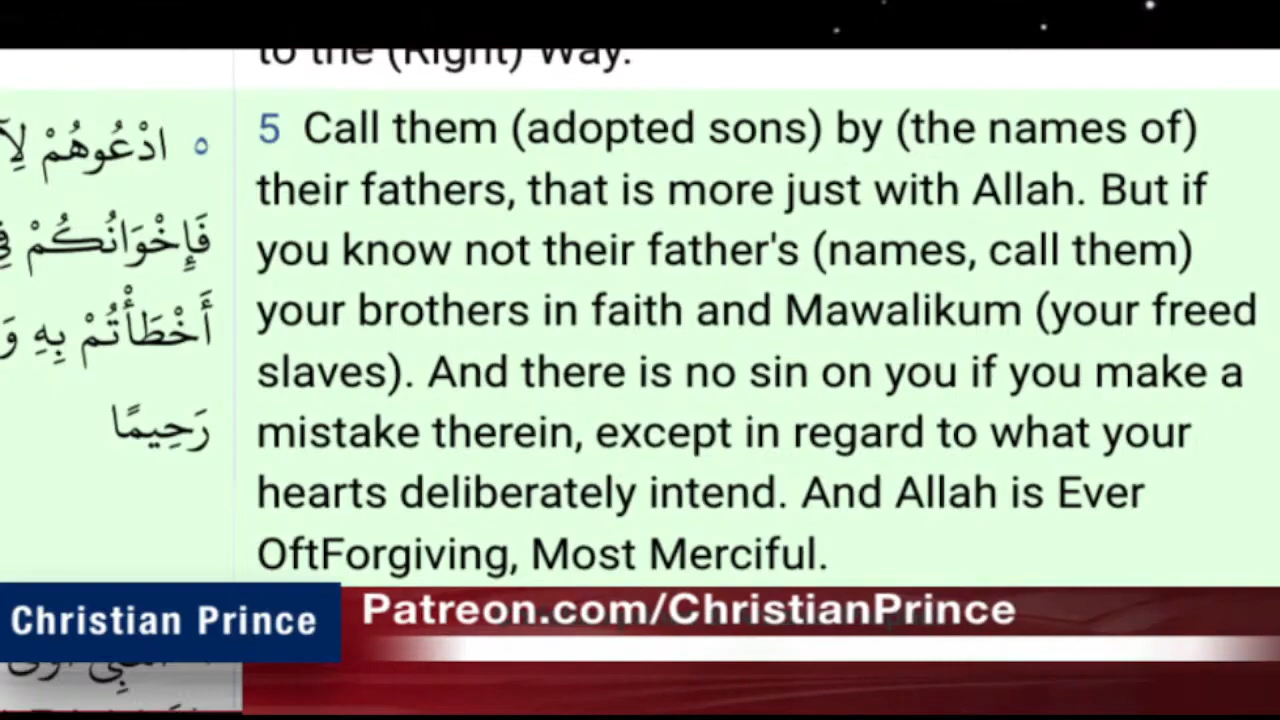 to the (Right) Way.
5 Call them (adopted sons) by (the names of)
their fathers, that is more just with Allah. But if
you know not their father's (names, call them)
your brothers in faith and Mawalikum (your freed
slaves). And there is no sin on you if you make a
mistake therein, except in regard to what your
hearts deliberately intend. And Allah is Ever
OftForgiving, Most Merciful.
٥ ادْعُوهُمْ
فَإِخْوَانُكُمْ
أَخْطَأْتُمْ بِهِ
رَحِيمًا
Christian Prince
Patreon.com/ChristianPrince